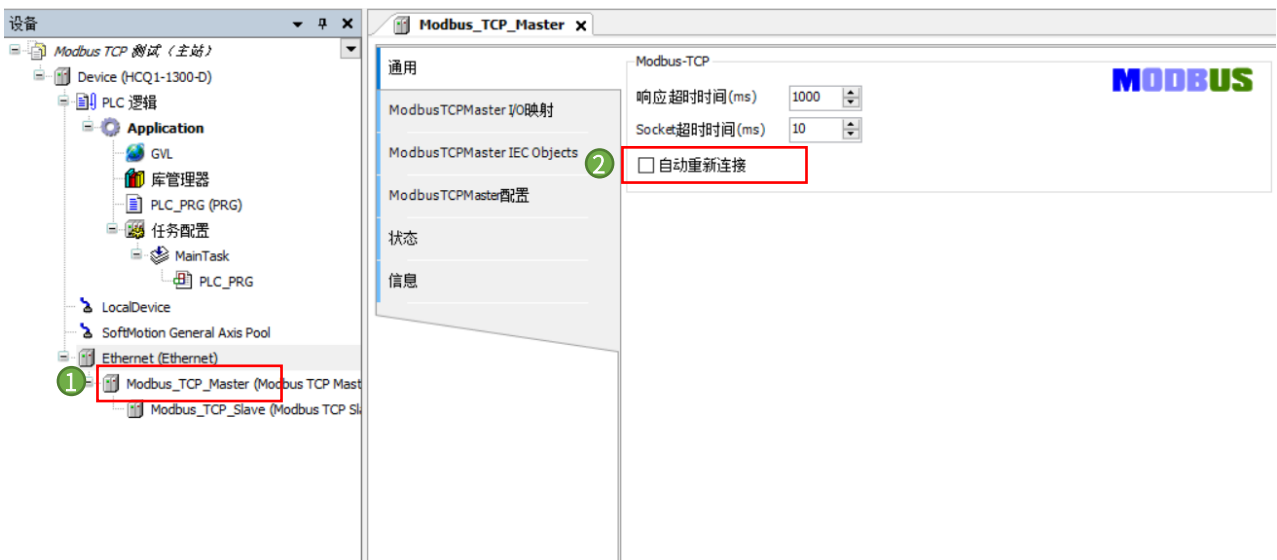 设备
Modbus TCP 测试（主站）
Device (HCQ1-1300-D)
PLC 逻辑
Application
GVL
库管理器
PLC_PRG (PRG)
任务配置
MainTask
PLC_PRG
LocalDevice
SoftMotion General Axis Pool
Ethernet (Ethernet)
1
Modbus_TCP_Master (Modbus TCP Mast
Modbus_TCP_Slave (Modbus TCP Sla
Modbus_TCP_Master
通用
ModbusTCPMaster I/O映射
ModbusTCPMaster IEC Objects
ModbusTCPMaster配置
状态
信息
Modbus-TCP
MODBUS
响应超时时间(ms) 1000
Socket超时时间(ms) 10
2
自动重新连接